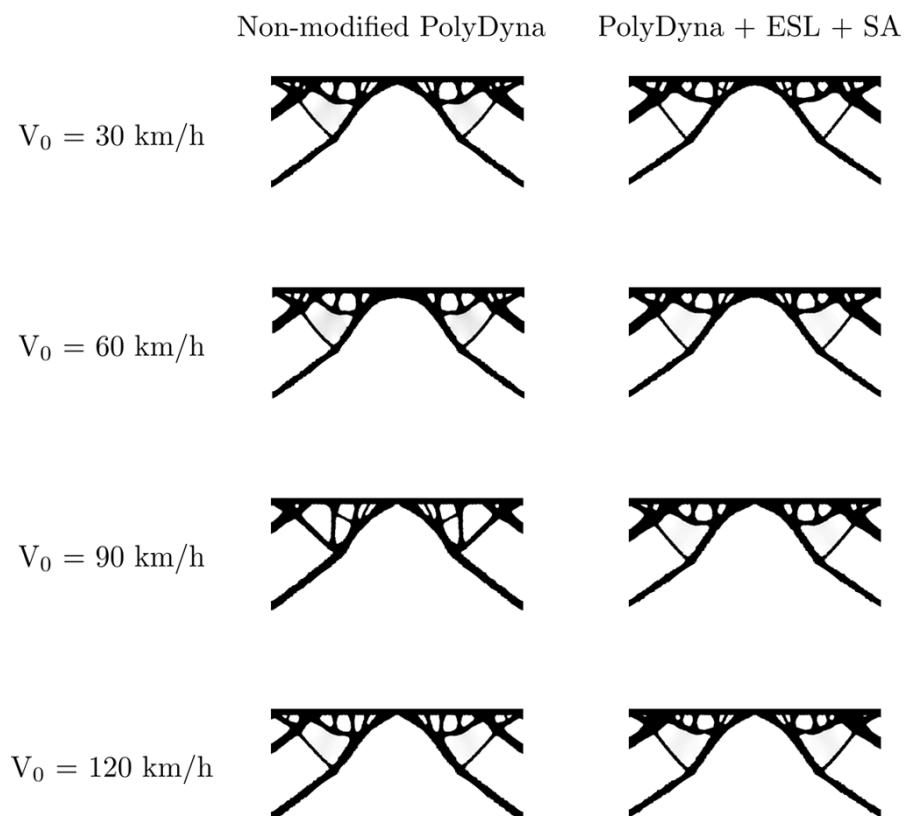 Non-modified PolyDyna PolyDyna + ESL + SA
V₀ = 30 km/h
V₀ = 60 km/h
V₀ = 90 km/h
V₀ = 120 km/h